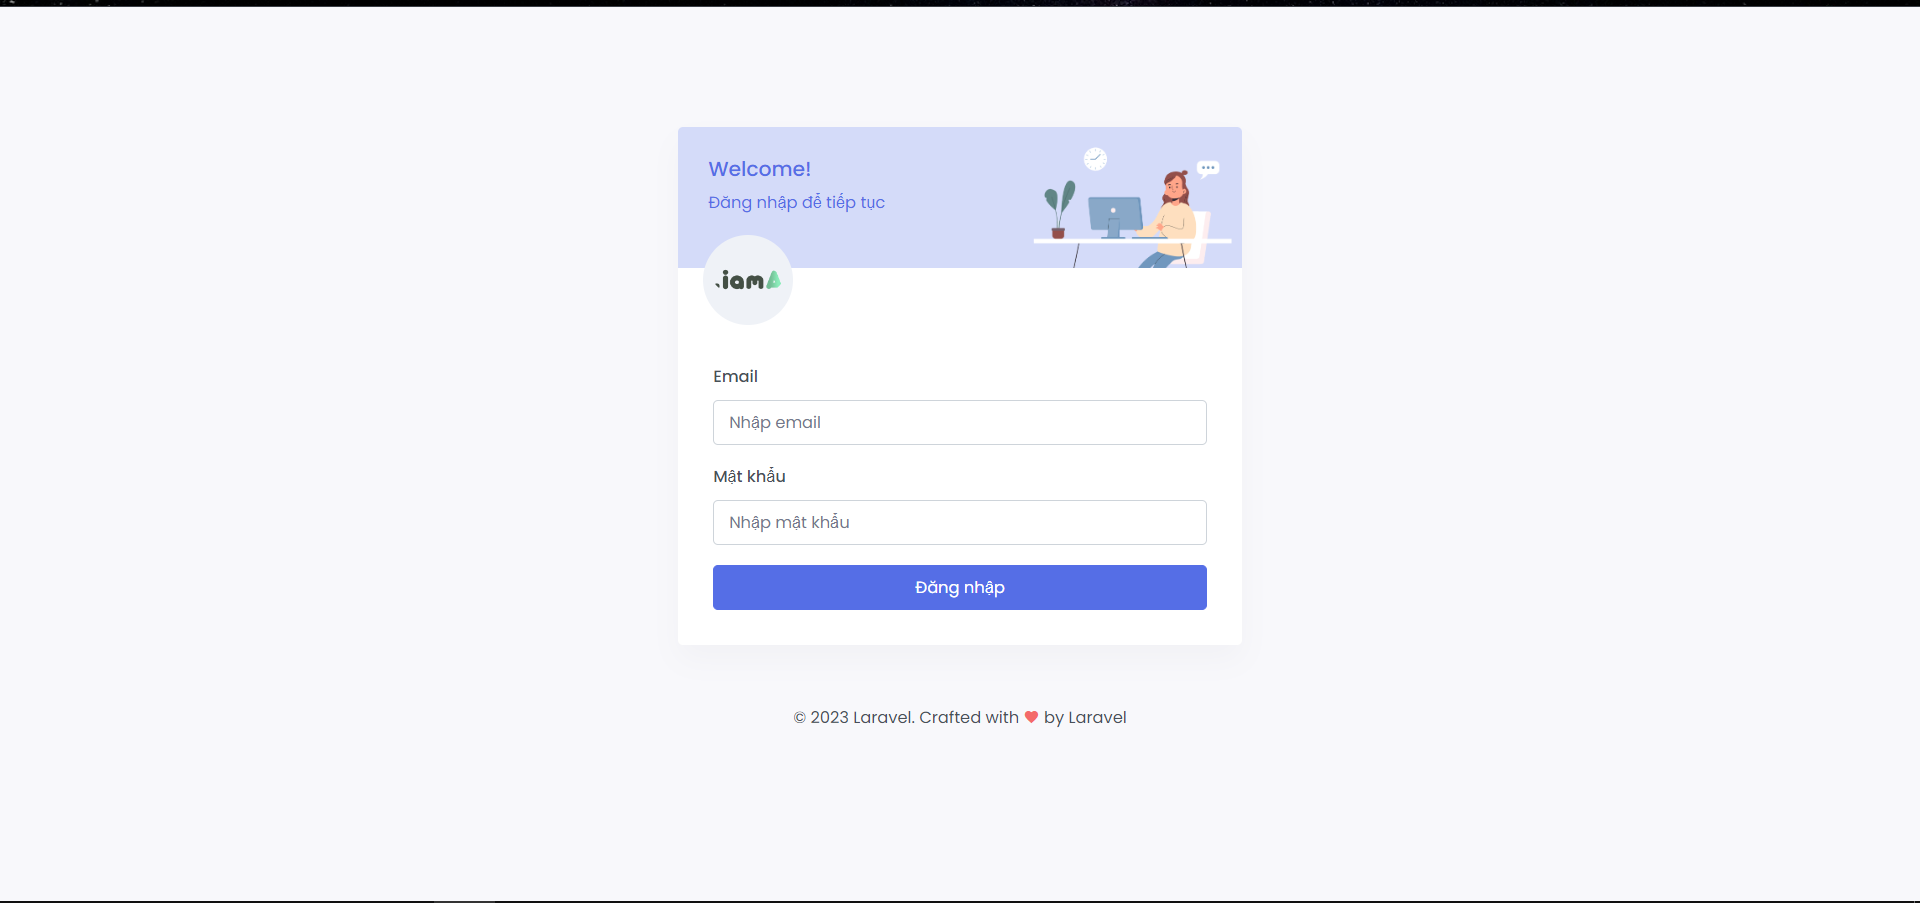 Welcome!
Đăng nhập để tiếp tục
.iamA
Email
Nhập email
Mật khẩu
Nhập mật khẩu
Đăng nhập
© 2023 Laravel. Crafted with ❤ by Laravel